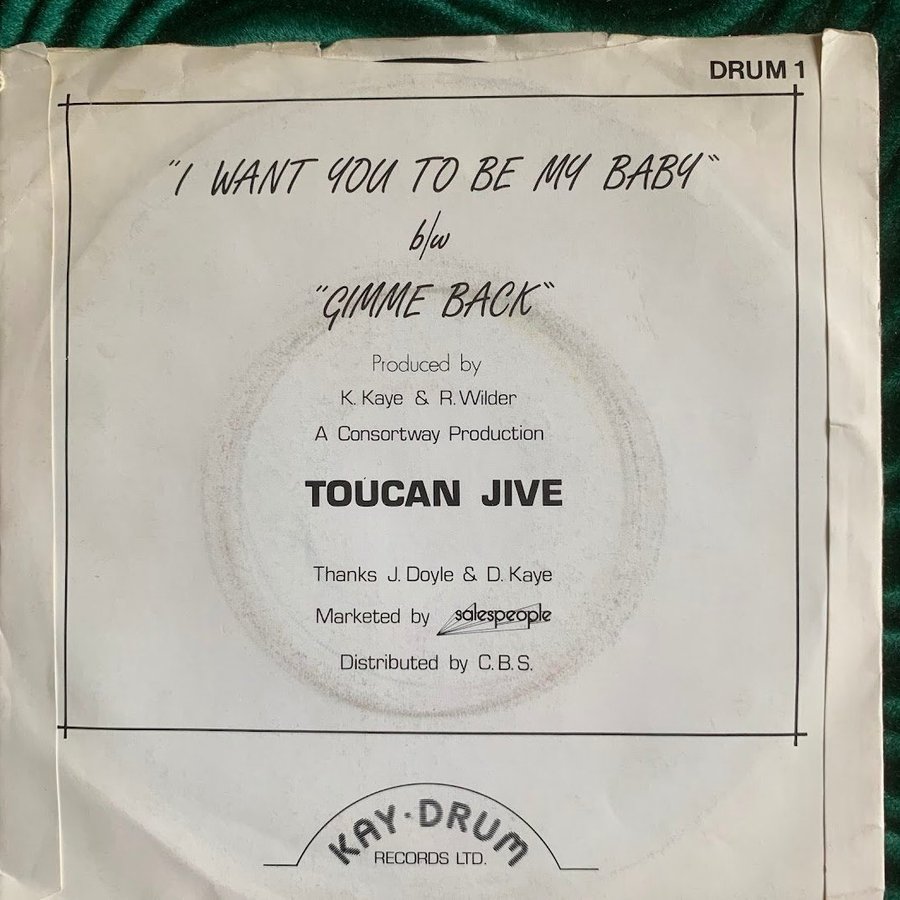 DRUM 1
"I WANT YOU TO BE MY BABY"
b/w
"GIMME BACK"
Produced by
K. Kaye & R. Wilder
A Consortway Production
TOUCAN JIVE
Thanks J. Doyle & D. Kaye
Marketed by salespeople
Distributed by C.B.S.
KAY·DRUM
RECORDS LTD.